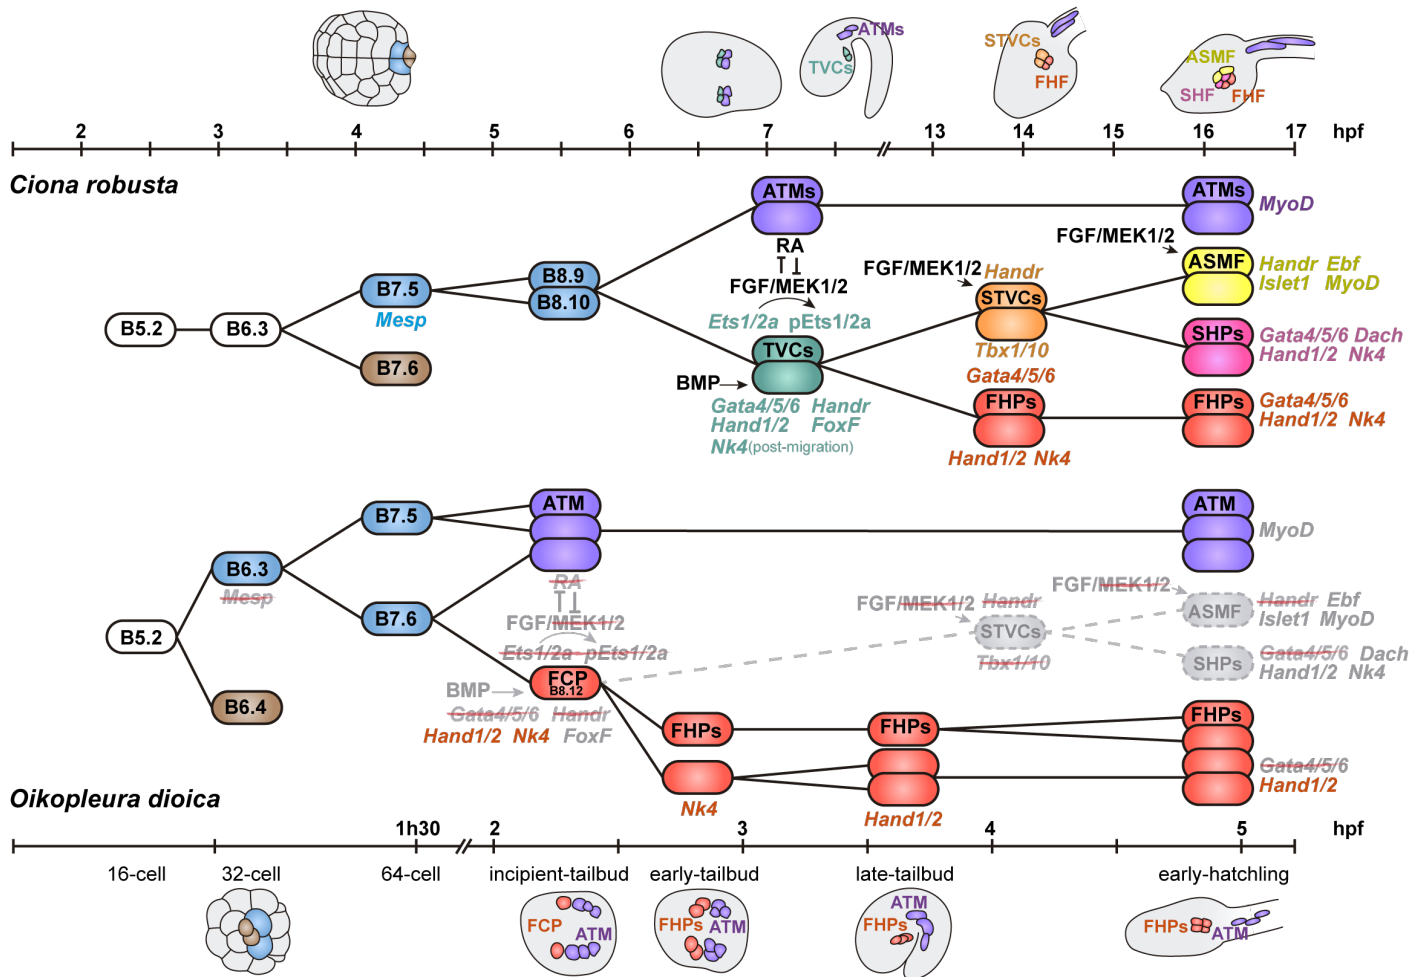 ATMs
TVCs
STVCs
FHF
ASMF
SHF
FHF
2 3 4 5 6 7 13 14 15 16 17 hpf
Ciona robusta
ATMs
ATMs
MyoD
RA
FGF/MEK1/2
Ets1/2a pEts1/2a
FGF/MEK1/2
Handr
STVCs
Tbx1/10
FGF/MEK1/2
ASMF
Handr Ebf
Islet1 MyoD
B8.9
B8.10
B7.5
Mesp
B5.2
B6.3
B7.6
TVCs
BMP
Gata4/5/6 Handr
Hand1/2 FoxF
Nk4 (post-migration)
SHPs
Gata4/5/6 Dach
Hand1/2 Nk4
Gata4/5/6
FHPs
Hand1/2 Nk4
FHPs
Gata4/5/6
Hand1/2 Nk4
B7.5
ATM
ATM
MyoD
B6.3
Mesp
RA
FGF/MEK1/2
Ets1/2a pEts1/2a
FGF/MEK1/2
Handr
STVCs
Tbx1/10
FGF/MEK1/2
ASMF
Handr Ebf
Islet1 MyoD
B7.6
B5.2
SHPs
Gata4/5/6 Dach
Hand1/2 Nk4
FCP
B8.12
BMP
Gata4/5/6 Handr
Hand1/2 Nk4 FoxF
B6.4
FHPs
FHPs
FHPs
Gata4/5/6
Hand1/2
Nk4
Hand1/2
Oikopleura dioica
1h30 2 3 4 5 hpf
16-cell 32-cell 64-cell incipient-tailbud early-tailbud late-tailbud early-hatchling
FCP
ATM
FHPs
ATM
ATM
FHPs
FHPs
ATM